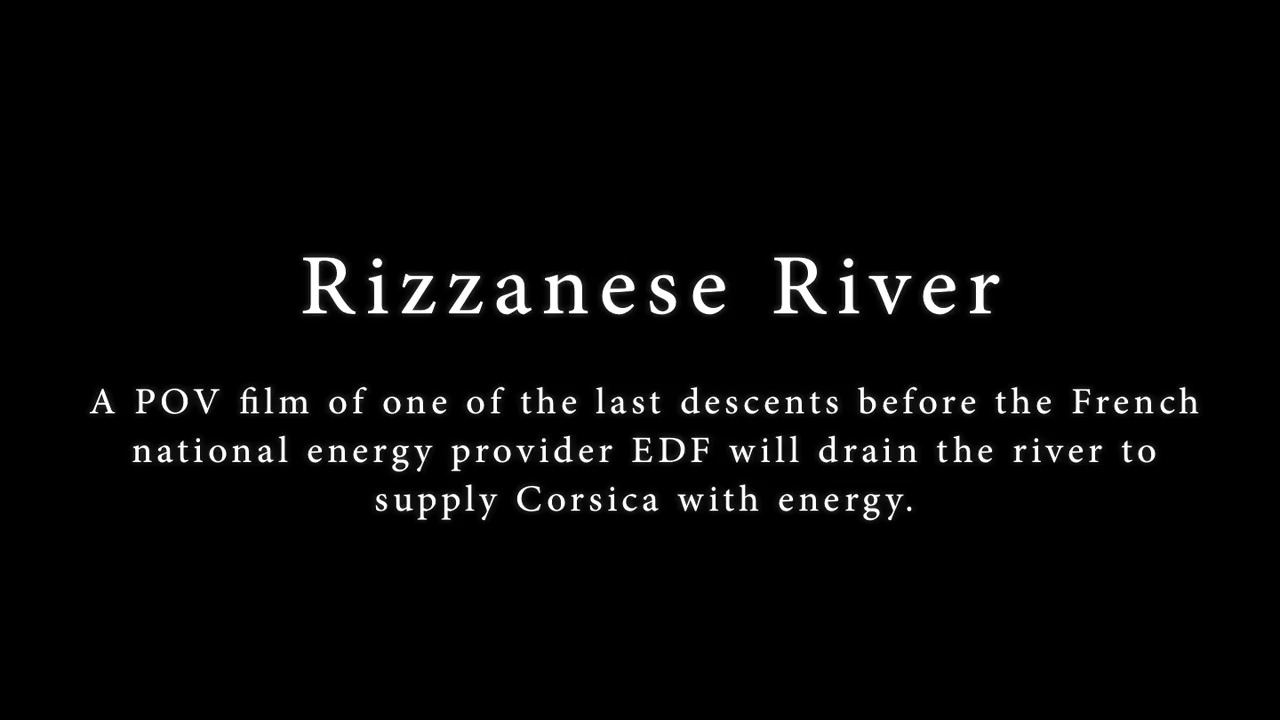 Rizzanese River
A POV film of one of the last descents before the French
national energy provider EDF will drain the river to
supply Corsica with energy.